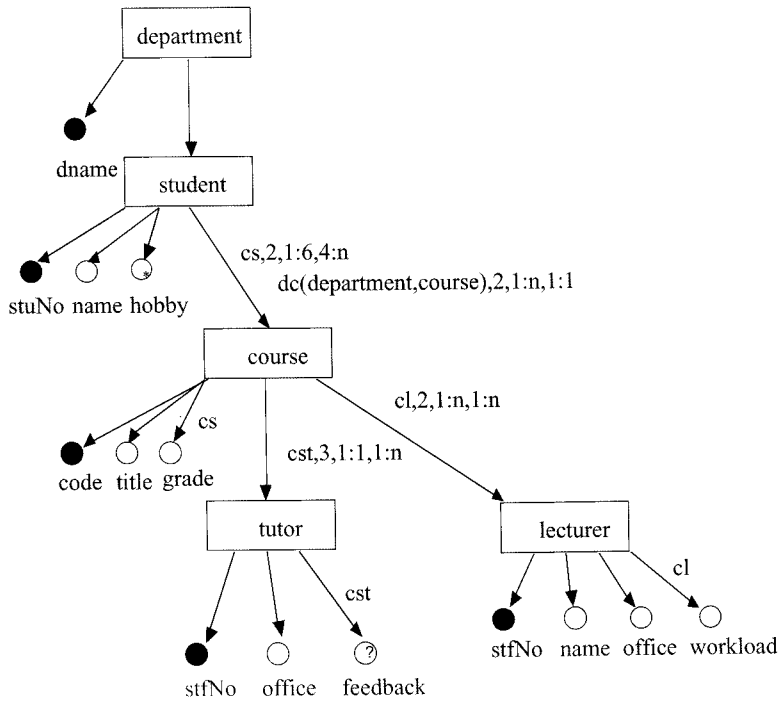 department
dname
student
cs,2,1:6,4:n
dc(department,course),2,1:n,1:1
*
stuNo name hobby
course
cl,2,1:n,1:n
cs
cst,3,1:1,1:n
code title grade
tutor
lecturer
cst
cl
?
stfNo office feedback
stfNo name office workload